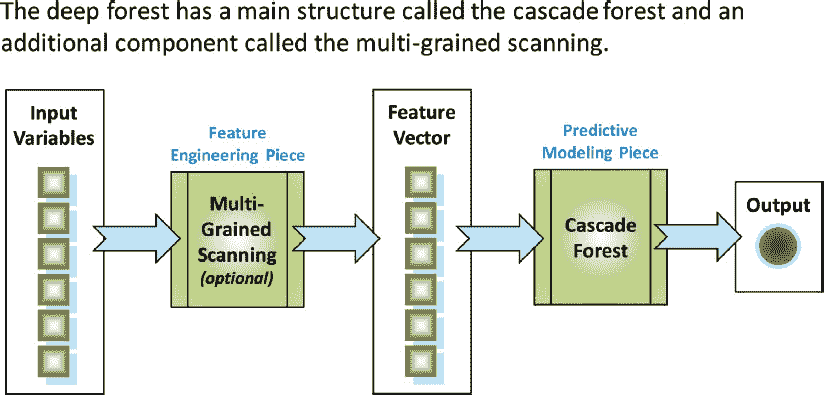 The deep forest has a main structure called the cascade forest and an
additional component called the multi-grained scanning.
Input
Variables
Feature
Engineering Piece
Multi-
Grained
Scanning
(optional)
Feature
Vector
Predictive
Modeling Piece
Cascade
Forest
Output